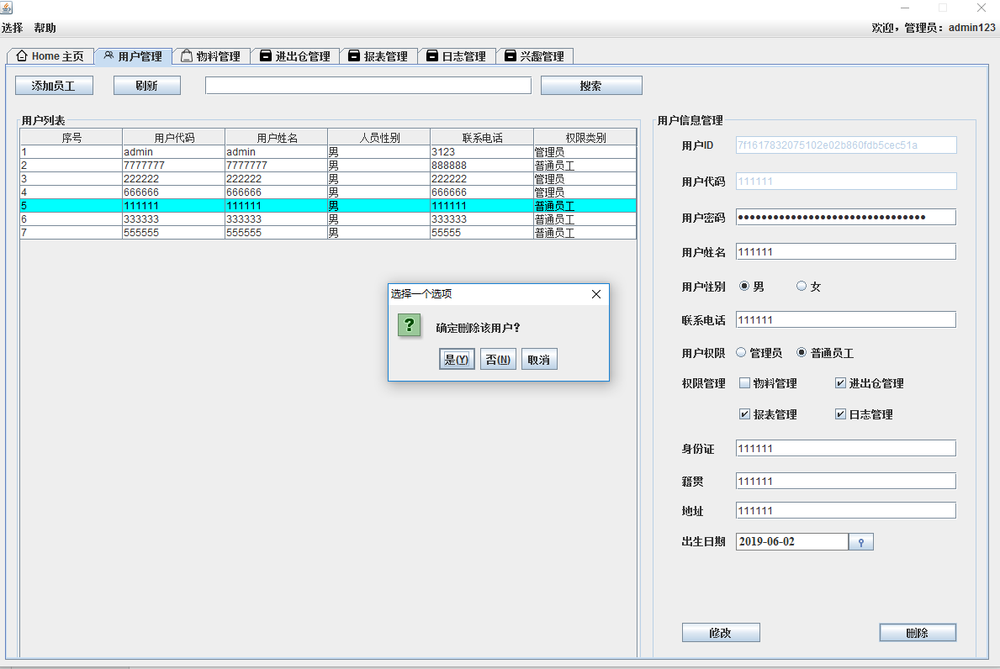 选择 帮助 欢迎，管理员：admin123
Home 主页 用户管理 物料管理 进出仓管理 报表管理 日志管理 兴趣管理
添加员工 刷新 搜索
用户列表
序号 用户代码 用户姓名 人员性别 联系电话 权限类别
1 admin admin 男 3123 管理员
2 7777777 7777777 男 888888 普通员工
3 222222 222222 男 222222 管理员
4 666666 666666 男 666666 管理员
5 111111 111111 男 111111 普通员工
6 333333 333333 男 333333 普通员工
7 555555 555555 男 55555 普通员工
选择一个选项
确定删除该用户？
是(Y) 否(N) 取消
用户信息管理
用户ID 7f1617832075102e02b860fdb5cec51a
用户代码 111111
用户密码 ••••••••••••••••••••••••••••••••
用户姓名 111111
用户性别 男 女
联系电话 111111
用户权限 管理员 普通员工
权限管理 物料管理 进出仓管理
报表管理 日志管理
身份证 111111
籍贯 111111
地址 111111
出生日期 2019-06-02
修改 删除